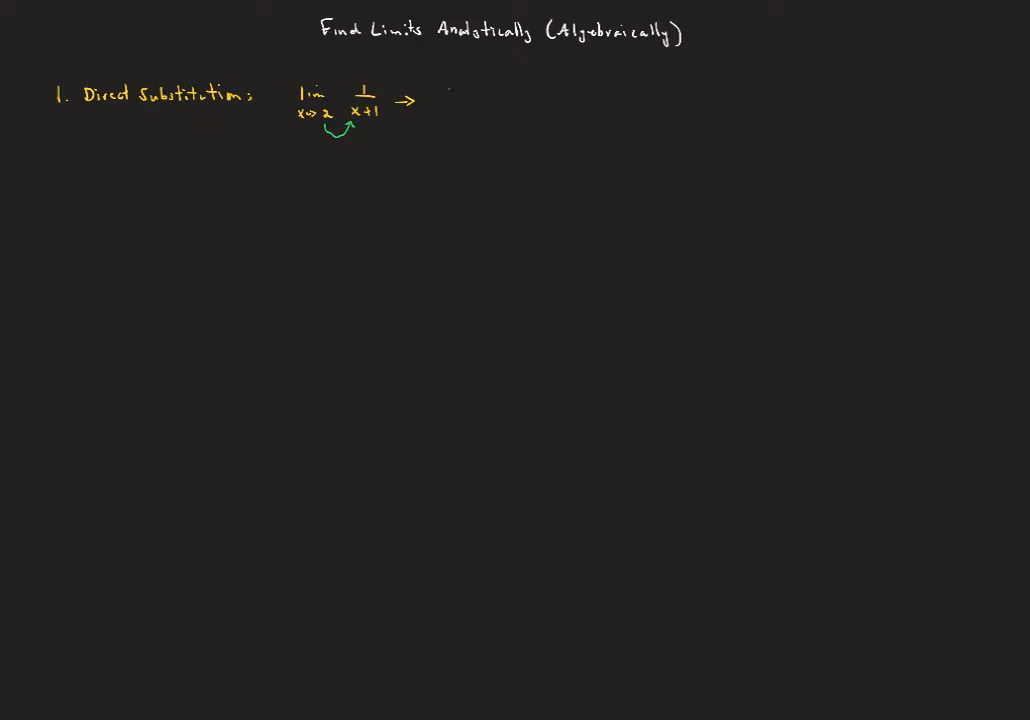 Find Limits Analytically (Algebraically)
1. Direct Substitution: lim x→2 1/(x+1) →